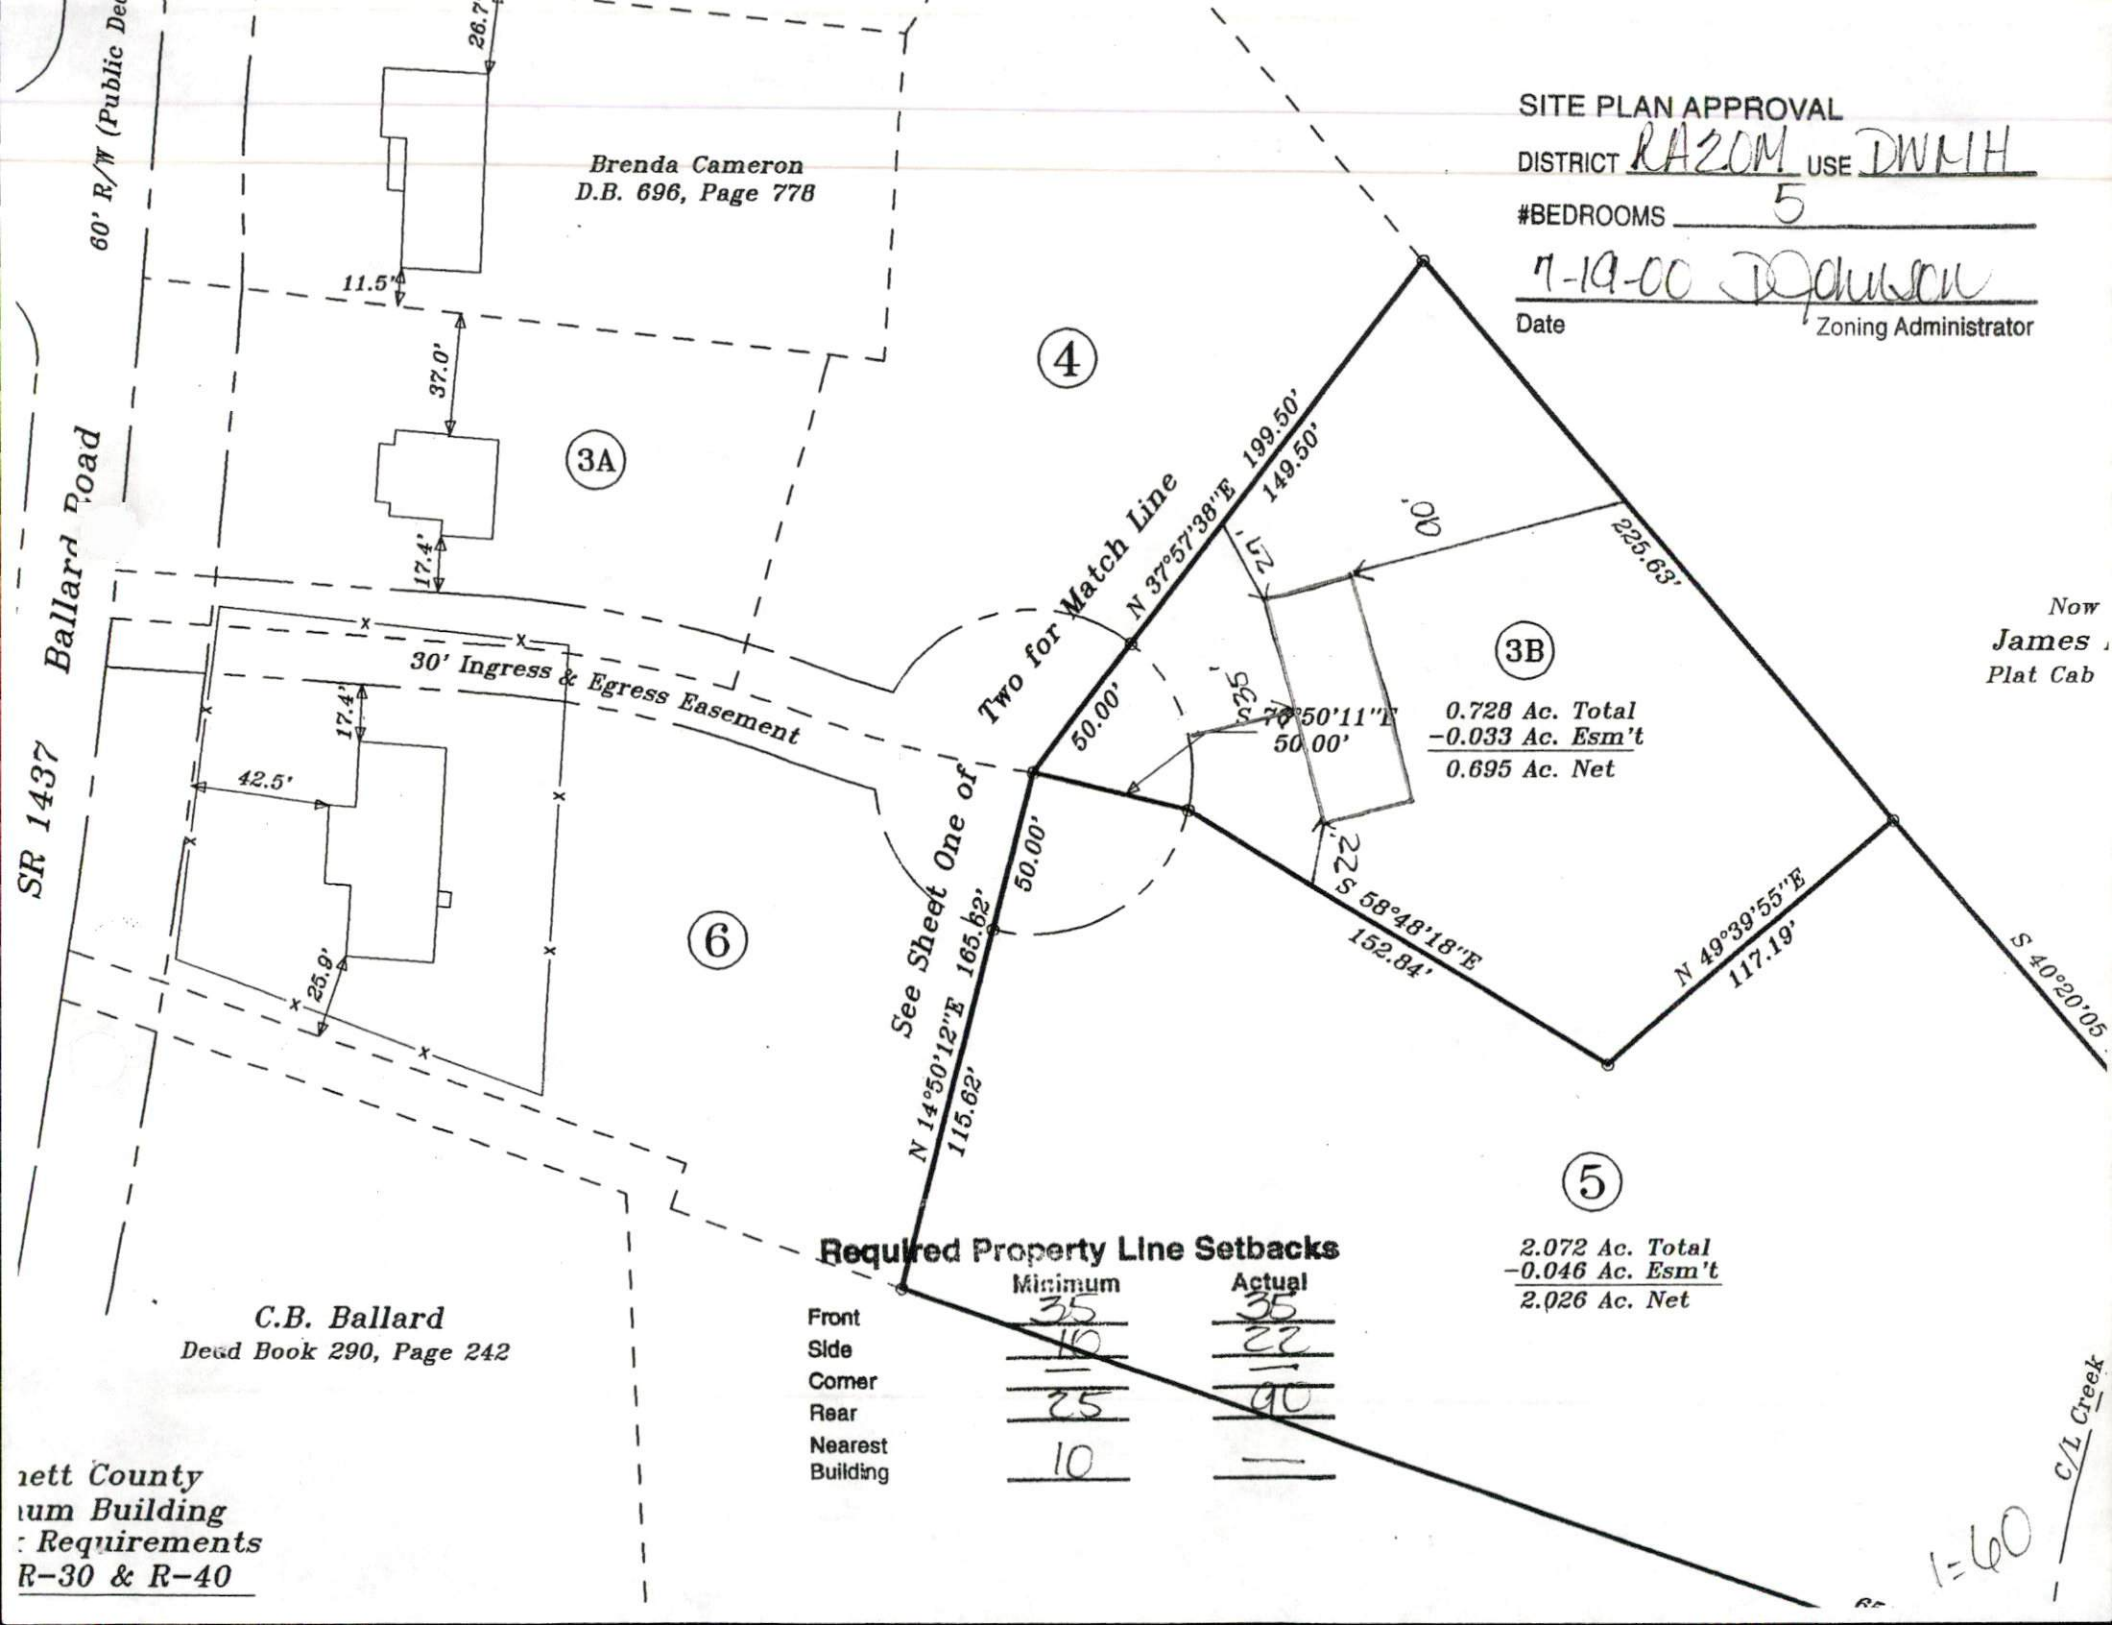 60' R/W (Public De
26.7'
Brenda Cameron
D.B. 696, Page 778
11.5'
37.0'
3A
17.4'
SR 1437 Ballard Road
30' Ingress & Egress Easement
17.4'
42.5'
25.9'
6
4
SITE PLAN APPROVAL
DISTRICT RA20M USE DWMH
#BEDROOMS 5
7-19-00 DJohnson
Date Zoning Administrator
See Sheet One of Two for Match Line
N 37°57'38"E 199.50'
149.50'
50.00'
27'
90'
35'
50'11"E
50.00'
22'
225.63'
3B
0.728 Ac. Total
-0.033 Ac. Esm't
0.695 Ac. Net
Now
James
Plat Cab
50.00'
N 14°50'12"E 165.62'
115.62'
S 58°48'18"E
152.84'
N 49°39'55"E
117.19'
S 40°20'05
5
2.072 Ac. Total
-0.046 Ac. Esm't
2.026 Ac. Net
C.B. Ballard
Deed Book 290, Page 242
Required Property Line Setbacks
Minimum Actual
Front 35 35
Side 10 22
Corner — —
Rear 25 90
Nearest
Building 10 —
nett County
um Building
: Requirements
R-30 & R-40
C/L Creek
1=60